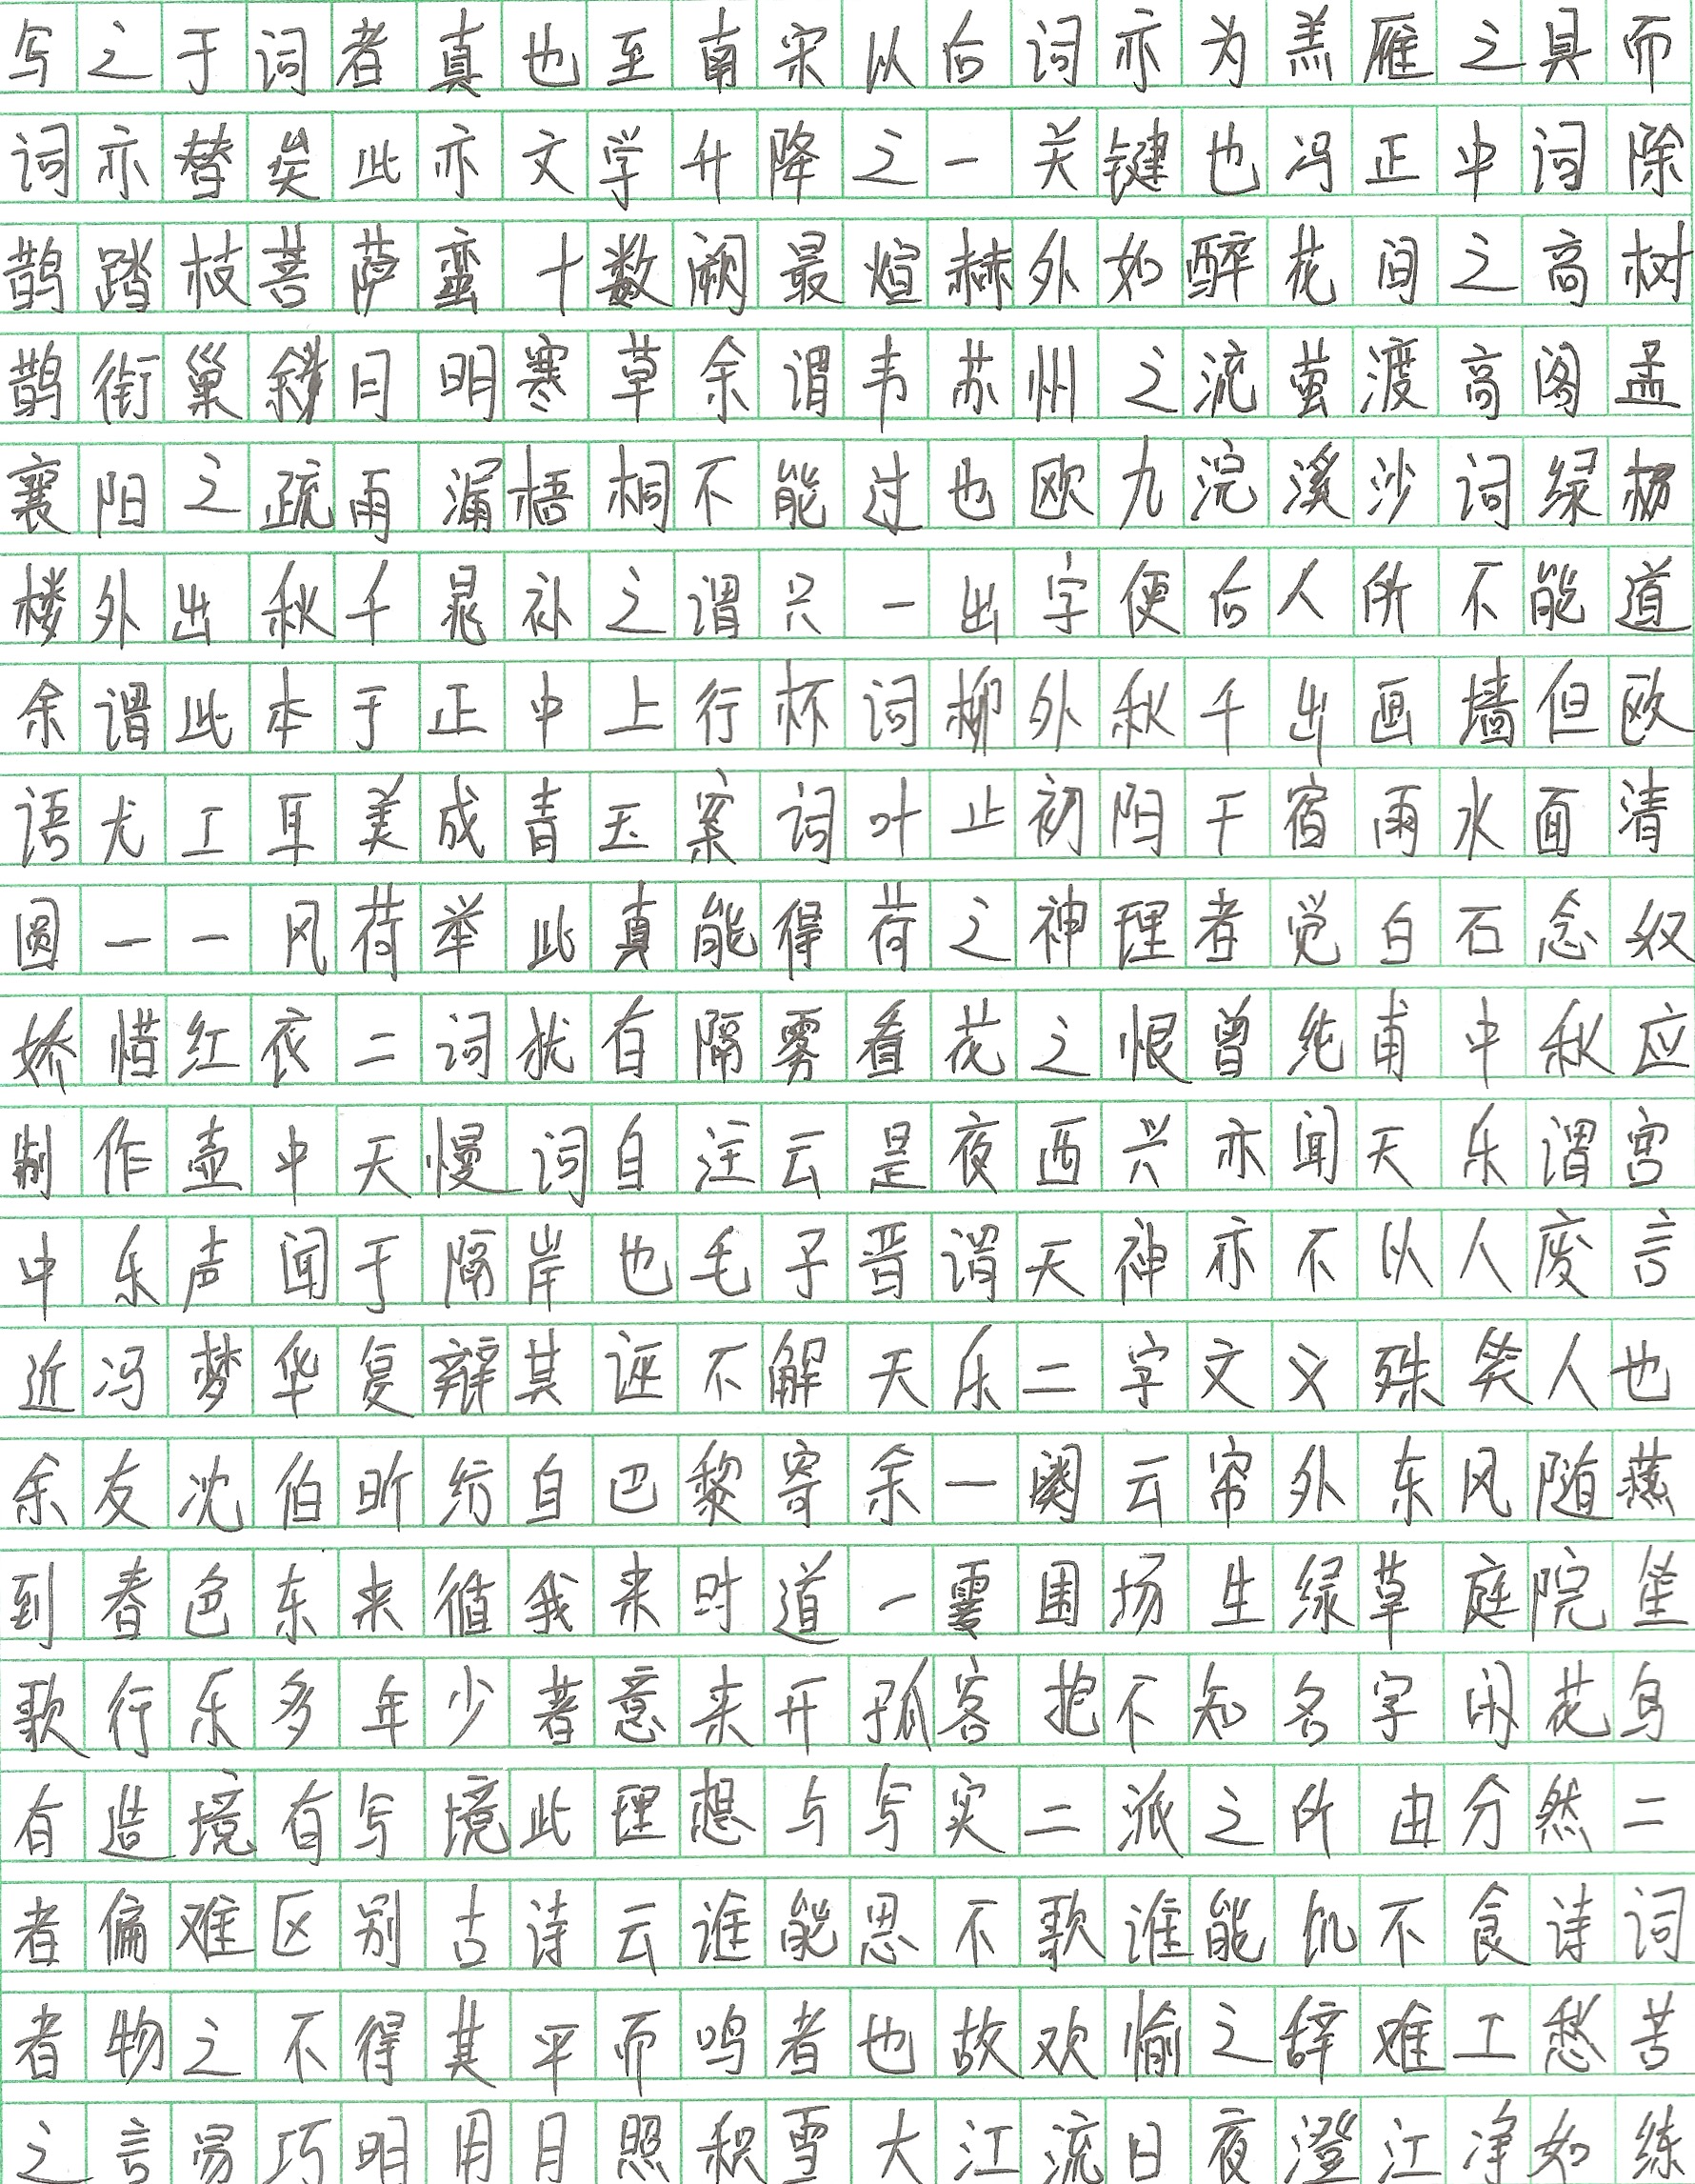 写之于词者真也至南宋以后词亦为羔雁之具而
词亦替矣此亦文学升降之一关键也冯正中词除
鹊踏枝菩萨蛮十数阕最煊赫外如醉花间之高树
鹊衔巢斜月明寒草余谓韦苏州之流萤渡高阁孟
襄阳之疏雨漏梧桐不能过也欧九浣溪沙词绿杨
楼外出秋千晁补之谓只一出字便后人所不能道
余谓此本于正中上行杯词柳外秋千出画墙但欧
语尤工耳美成青玉案词叶止初阳干宿雨水面清
圆一一风荷举此真能得荷之神理者觉白石念奴
娇惜红衣二词犹有隔雾看花之恨曾纯甫中秋应
制作壶中天慢词自注云是夜西兴亦闻天乐谓宫
中乐声闻于隔岸也毛子晋谓天神亦不以人废言
近冯梦华复辩其诬不解天乐二字文义殊笑人也
余友沈伯昕纺自巴黎寄余一阕云帘外东风随燕
到春色东来循我来时道一霎围场生绿草庭院笙
歌行乐多年少著意来开孤客抱不知名字闲花鸟
有造境有写境此理想与写实二派之所由分然二
者偏难区别古诗云谁能思不歌谁能饥不食诗词
者物之不得其平而鸣者也故欢愉之辞难工愁苦
之言易巧明用月照积雪大江流日夜澄江净如练